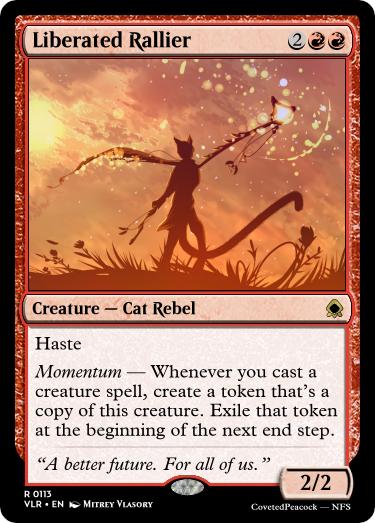 Liberated Rallier 2
Creature — Cat Rebel
Haste
Momentum — Whenever you cast a
creature spell, create a token that's a
copy of this creature. Exile that token
at the beginning of the next end step.
"A better future. For all of us."
2/2
R 0113
VLR • EN Mitrey Vlasory
CovetedPeacock — NFS